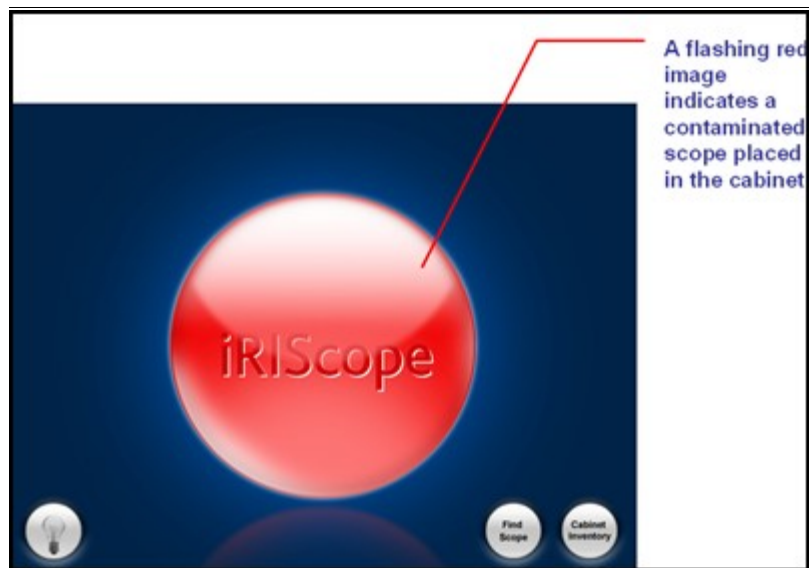 A flashing red
image
indicates a
contaminated
scope placed
in the cabinet
iRIScope
Find
Scope
Cabinet
Inventory